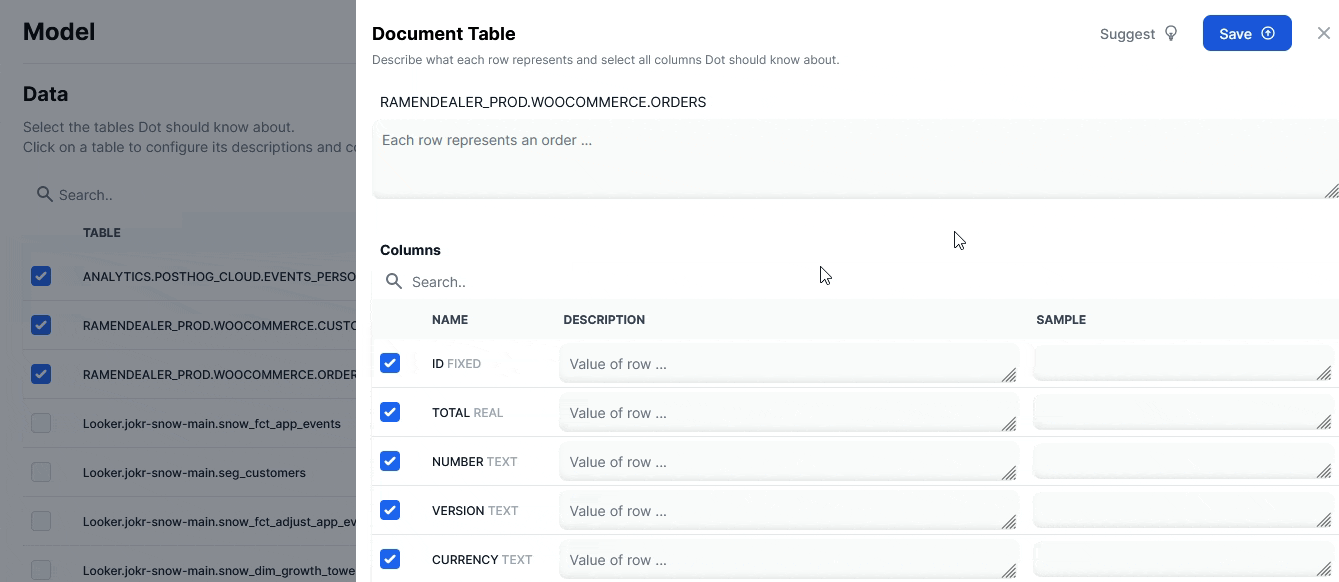 Model
Data
Select the tables Dot should know about.
Click on a table to configure its descriptions and
Search..
TABLE
ANALYTICS.POSTHOG_CLOUD.EVENTS_PERSO
RAMENDEALER_PROD.WOOCOMMERCE.CUSTO
RAMENDEALER_PROD.WOOCOMMERCE.ORDER
Looker.jokr-snow-main.snow_fct_app_events
Looker.jokr-snow-main.seg_customers
Looker.jokr-snow-main.snow_fct_adjust_app_ev
Looker.jokr-snow-main.snow_dim_growth_towe
Document Table
Suggest
Save
Describe what each row represents and select all columns Dot should know about.
RAMENDEALER_PROD.WOOCOMMERCE.ORDERS
Each row represents an order ...
Columns
Search..
NAME DESCRIPTION SAMPLE
ID FIXED Value of row ...
TOTAL REAL Value of row ...
NUMBER TEXT Value of row ...
VERSION TEXT Value of row ...
CURRENCY TEXT Value of row ...